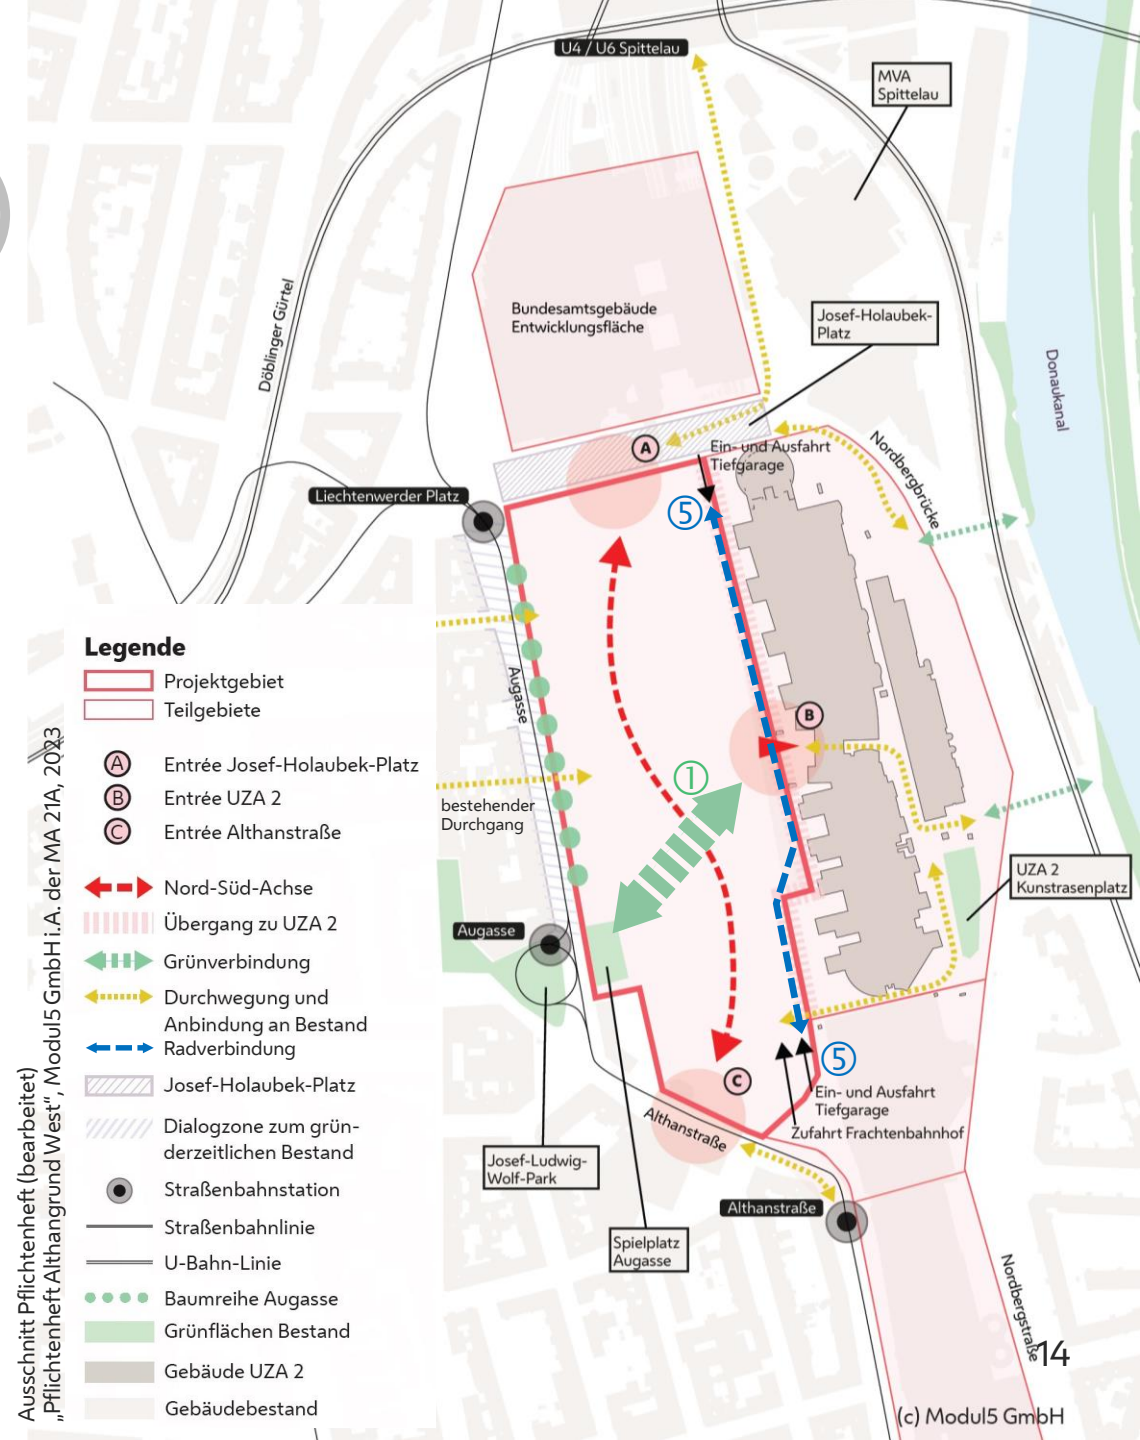 U4 / U6 Spittelau
MVA
Spittelau
Döblinger Gürtel
Bundesamtsgebäude
Entwicklungsfläche
Josef-Holaubek-
Platz
Donaukanal
A
Ein- und Ausfahrt
Tiefgarage
Nordbergbrücke
Liechtenwerder Platz
5
Augasse
B
1
bestehender
Durchgang
UZA 2
Kunstrasenplatz
Augasse
5
C
Ein- und Ausfahrt
Tiefgarage
Zufahrt Frachtenbahnhof
Althanstraße
Josef-Ludwig-
Wolf-Park
Althanstraße
Spielplatz
Augasse
Nordbergstraße
Legende
Projektgebiet
Teilgebiete
A Entrée Josef-Holaubek-Platz
B Entrée UZA 2
C Entrée Althanstraße
Nord-Süd-Achse
Übergang zu UZA 2
Grünverbindung
Durchwegung und
Anbindung an Bestand
Radverbindung
Josef-Holaubek-Platz
Dialogzone zum grün-
derzeitlichen Bestand
Straßenbahnstation
Straßenbahnlinie
U-Bahn-Linie
Baumreihe Augasse
Grünflächen Bestand
Gebäude UZA 2
Gebäudebestand
Ausschnitt Pflichtenheft (bearbeitet)
„Pflichtenheft Althangrund West“, Modul5 GmbH i.A. der MA 21A, 2023
14
(c) Modul5 GmbH